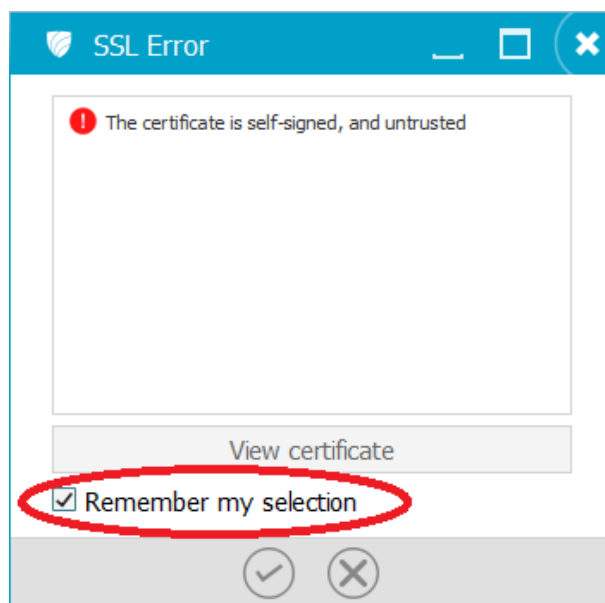 SSL Error
The certificate is self-signed, and untrusted
View certificate
Remember my selection